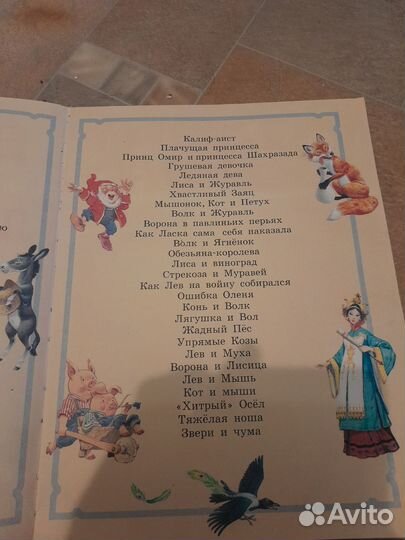 Калиф-аист
Плачущая принцесса
Принц Омир и принцесса Шахразада
Грушевая девочка
Ледяная дева
Лиса и Журавль
Хвастливый Заяц
Мышонок, Кот и Петух
Волк и Журавль
Ворона в павлиньих перьях
Как Ласка сама себя наказала
Волк и Ягнёнок
Обезьяна-королева
Лиса и виноград
Стрекоза и Муравей
Как Лев на войну собирался
Ошибка Оленя
Конь и Волк
Лягушка и Вол
Жадный Пёс
Упрямые Козы
Лев и Муха
Ворона и Лисица
Лев и Мышь
Кот и мыши
«Хитрый» Осёл
Тяжёлая ноша
Звери и чума
Avito